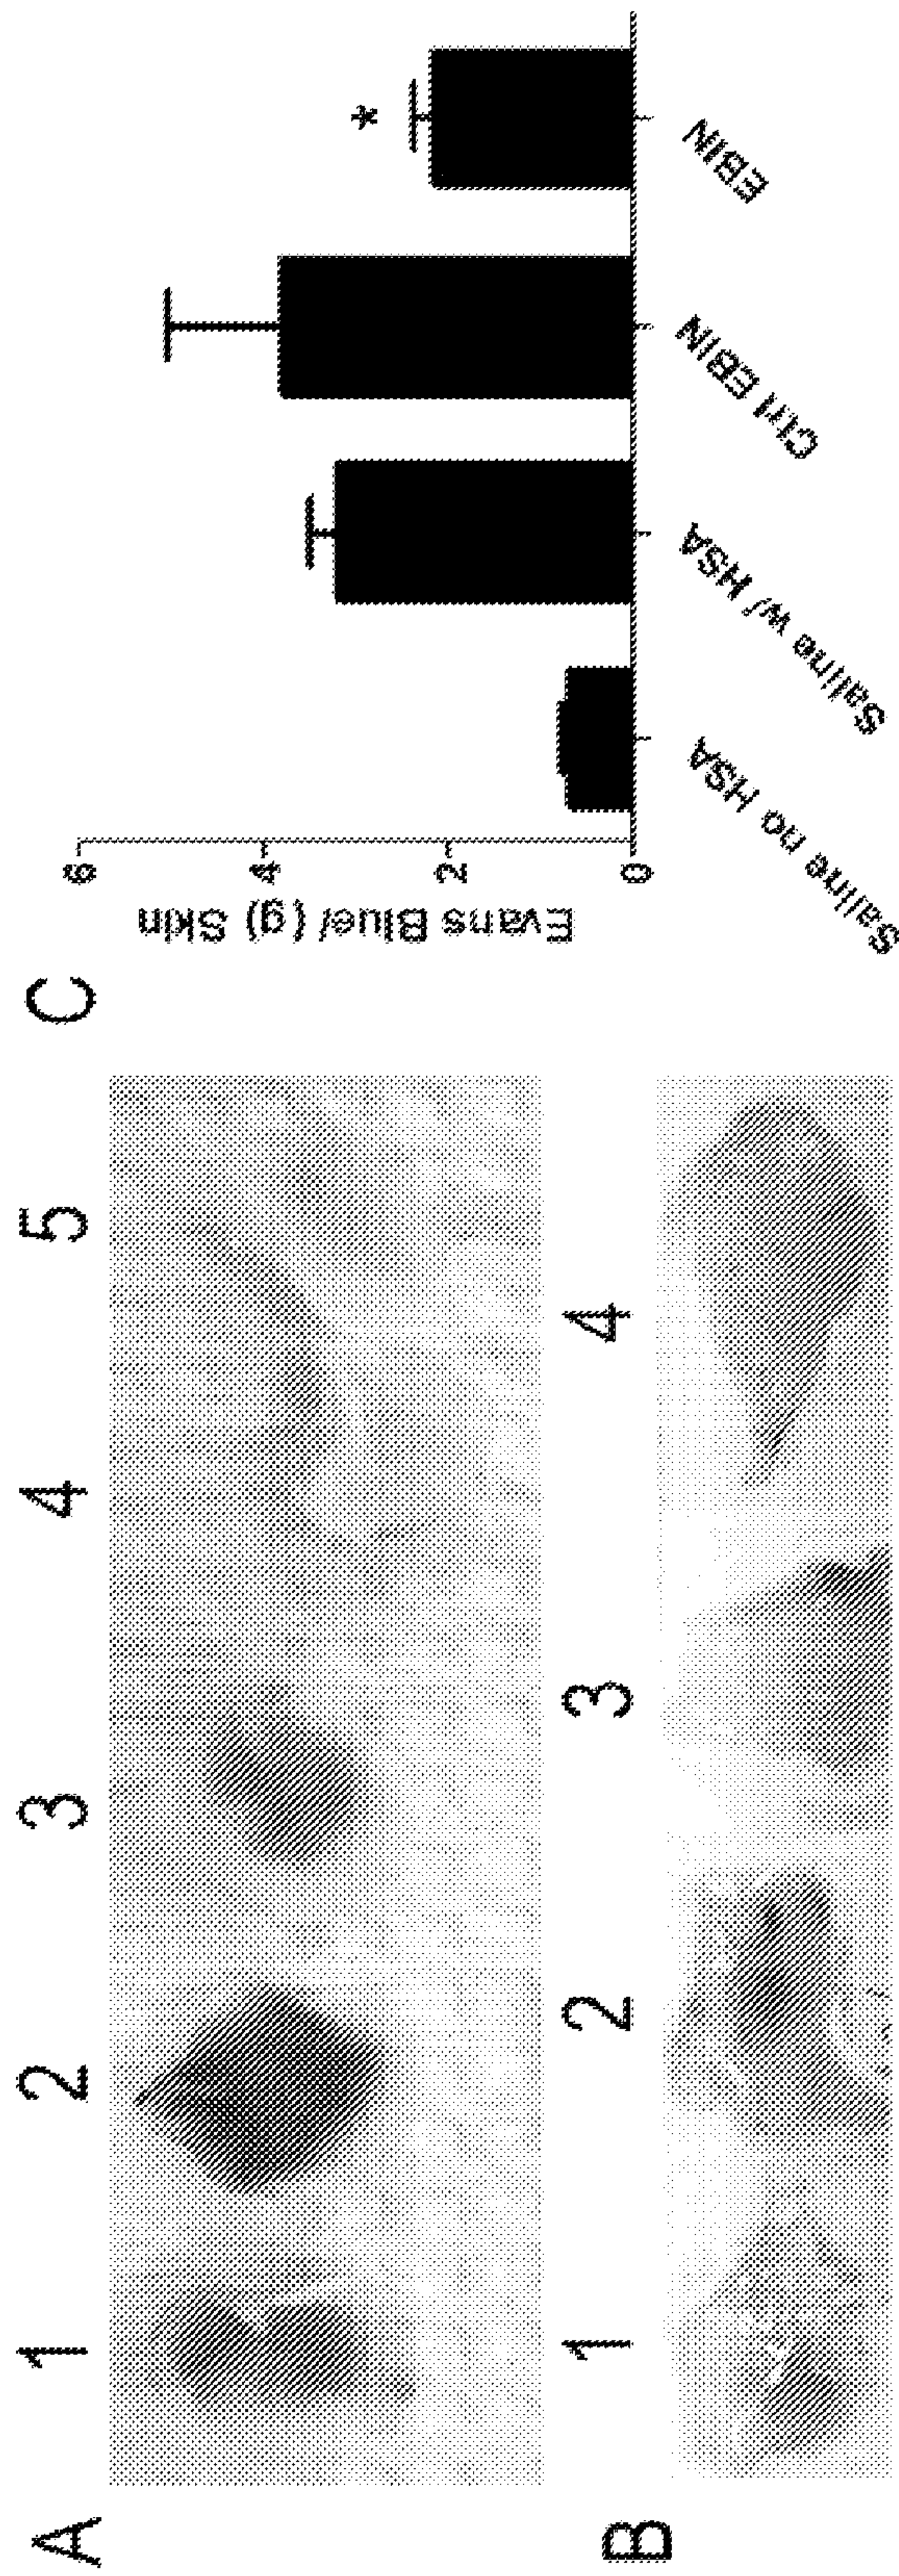 A
1 2 3 4 5
B
1 2 3 4
C
Evans Blue/ (g) Skin
6
4
2
0
Saline no HSA
Saline w/ HSA
Ctrl EBIN
EBIN
*